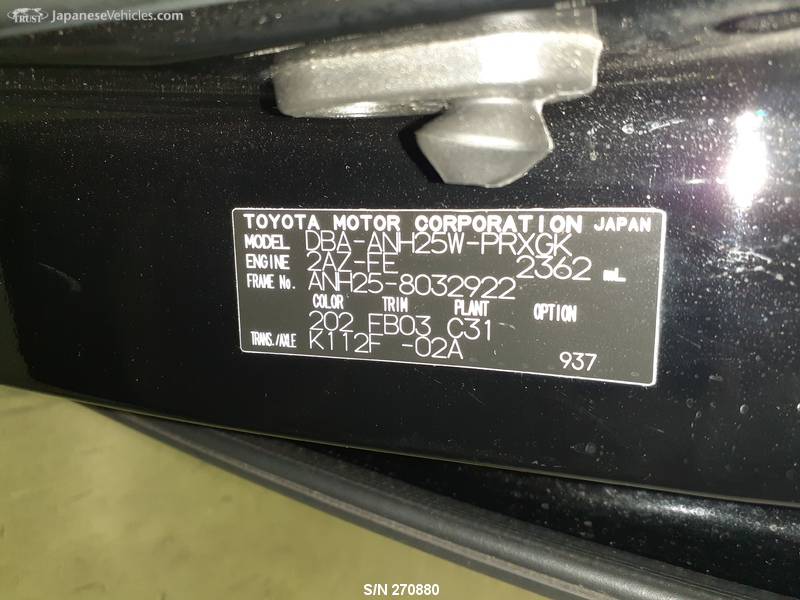 TRUST JapaneseVehicles.com
TOYOTA MOTOR CORPORATION JAPAN
MODEL DBA-ANH25W-PRXGK
ENGINE 2AZ-FE 2362 mL
FRAME No. ANH25-8032922
COLOR TRIM PLANT OPTION
202 FB03 C31
TRANS./AXLE K112F -02A
937
S/N 270880